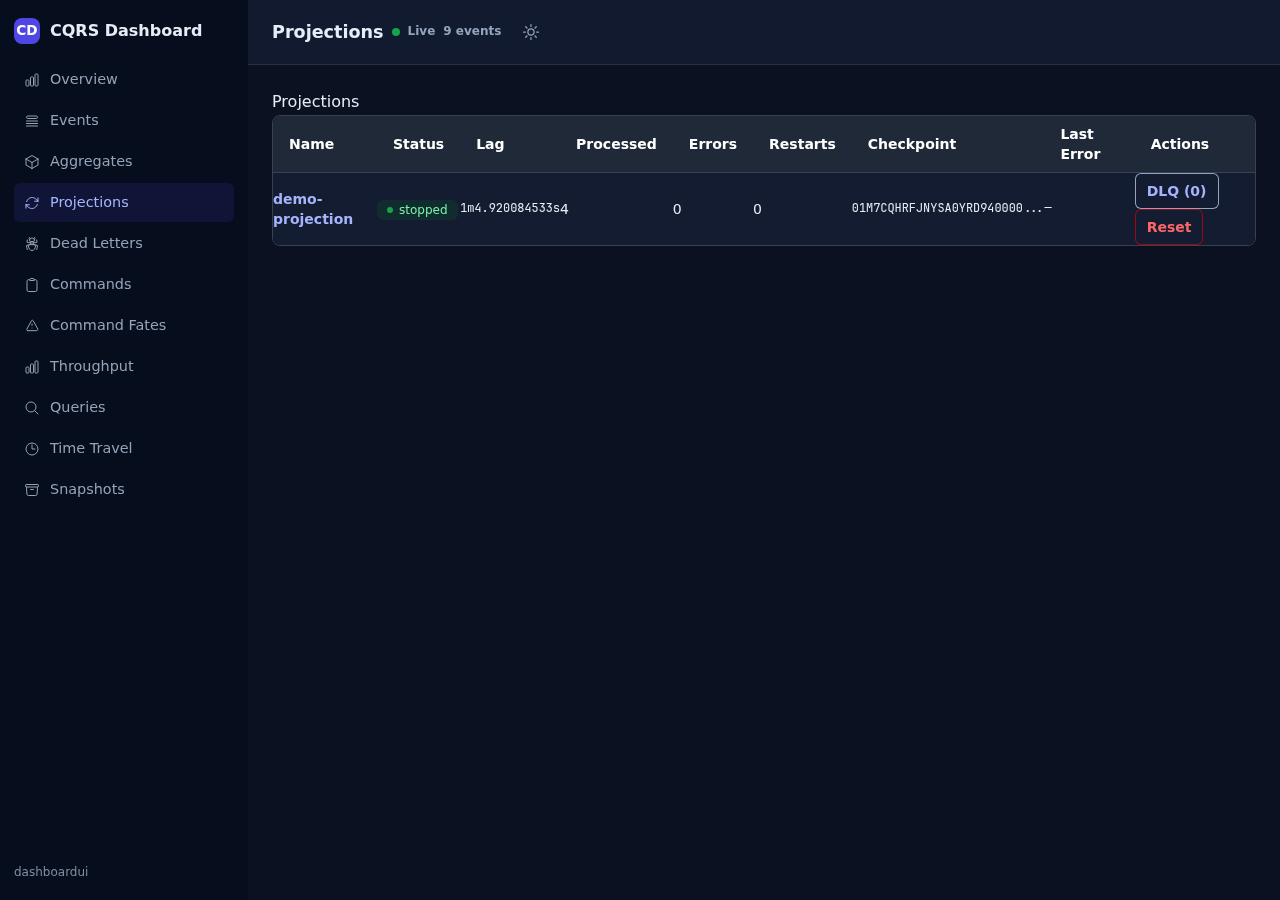 CD CQRS Dashboard
Overview
Events
Aggregates
Projections
Dead Letters
Commands
Command Fates
Throughput
Queries
Time Travel
Snapshots
dashboardui
Projections Live 9 events
Projections
Name Status Lag Processed Errors Restarts Checkpoint Last Error Actions
demo-projection stopped 1m4.920084533s 4 0 0 01M7CQHRFJNYSA0YRD940000... — DLQ (0)
Reset